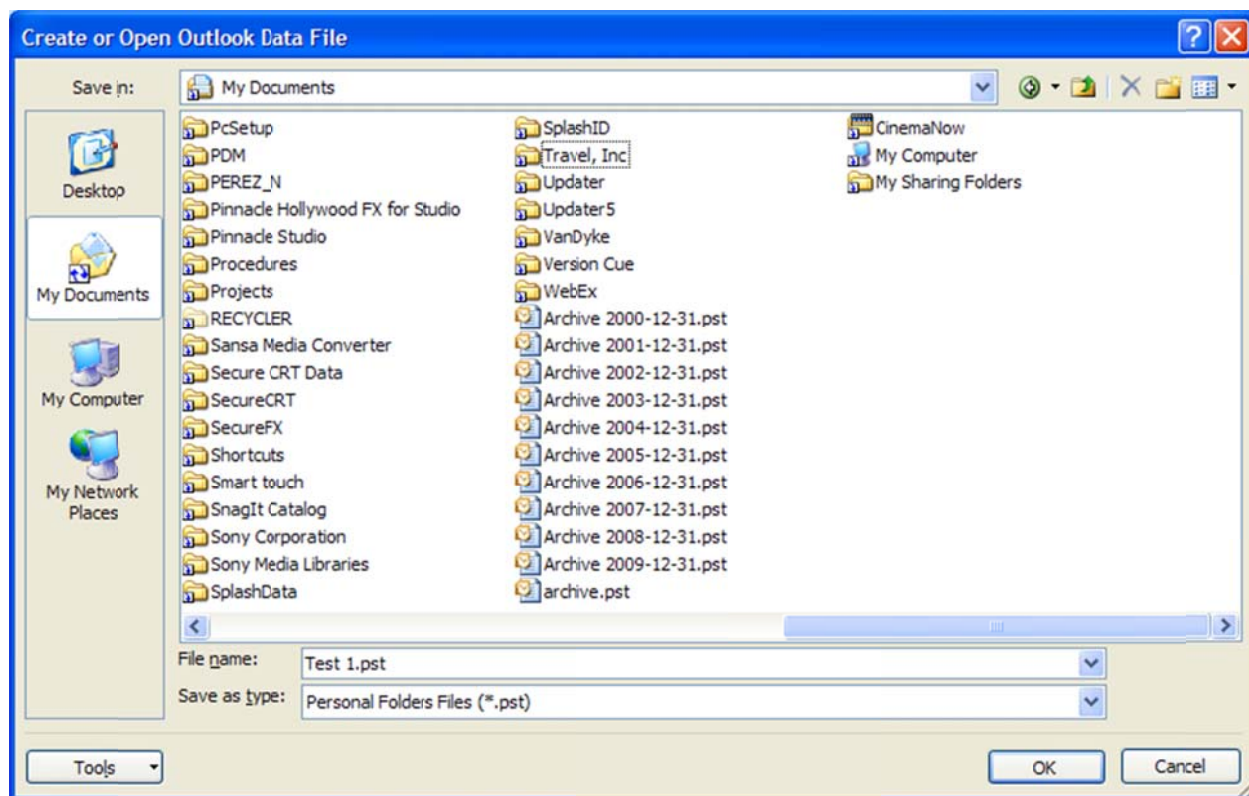 Create or Open Outlook Data File
Save in:
My Documents
Desktop
My Documents
My Computer
My Network
Places
PcSetup
PDM
PEREZ_N
Pinnacle Hollywood FX for Studio
Pinnacle Studio
Procedures
Projects
RECYCLER
Sansa Media Converter
Secure CRT Data
SecureCRT
SecureFX
Shortcuts
Smart touch
SnagIt Catalog
Sony Corporation
Sony Media Libraries
SplashData
SplashID
Travel, Inc
Updater
Updater5
VanDyke
Version Cue
WebEx
Archive 2000-12-31.pst
Archive 2001-12-31.pst
Archive 2002-12-31.pst
Archive 2003-12-31.pst
Archive 2004-12-31.pst
Archive 2005-12-31.pst
Archive 2006-12-31.pst
Archive 2007-12-31.pst
Archive 2008-12-31.pst
Archive 2009-12-31.pst
archive.pst
CinemaNow
My Computer
My Sharing Folders
File name:
Test 1.pst
Save as type:
Personal Folders Files (*.pst)
Tools
OK
Cancel